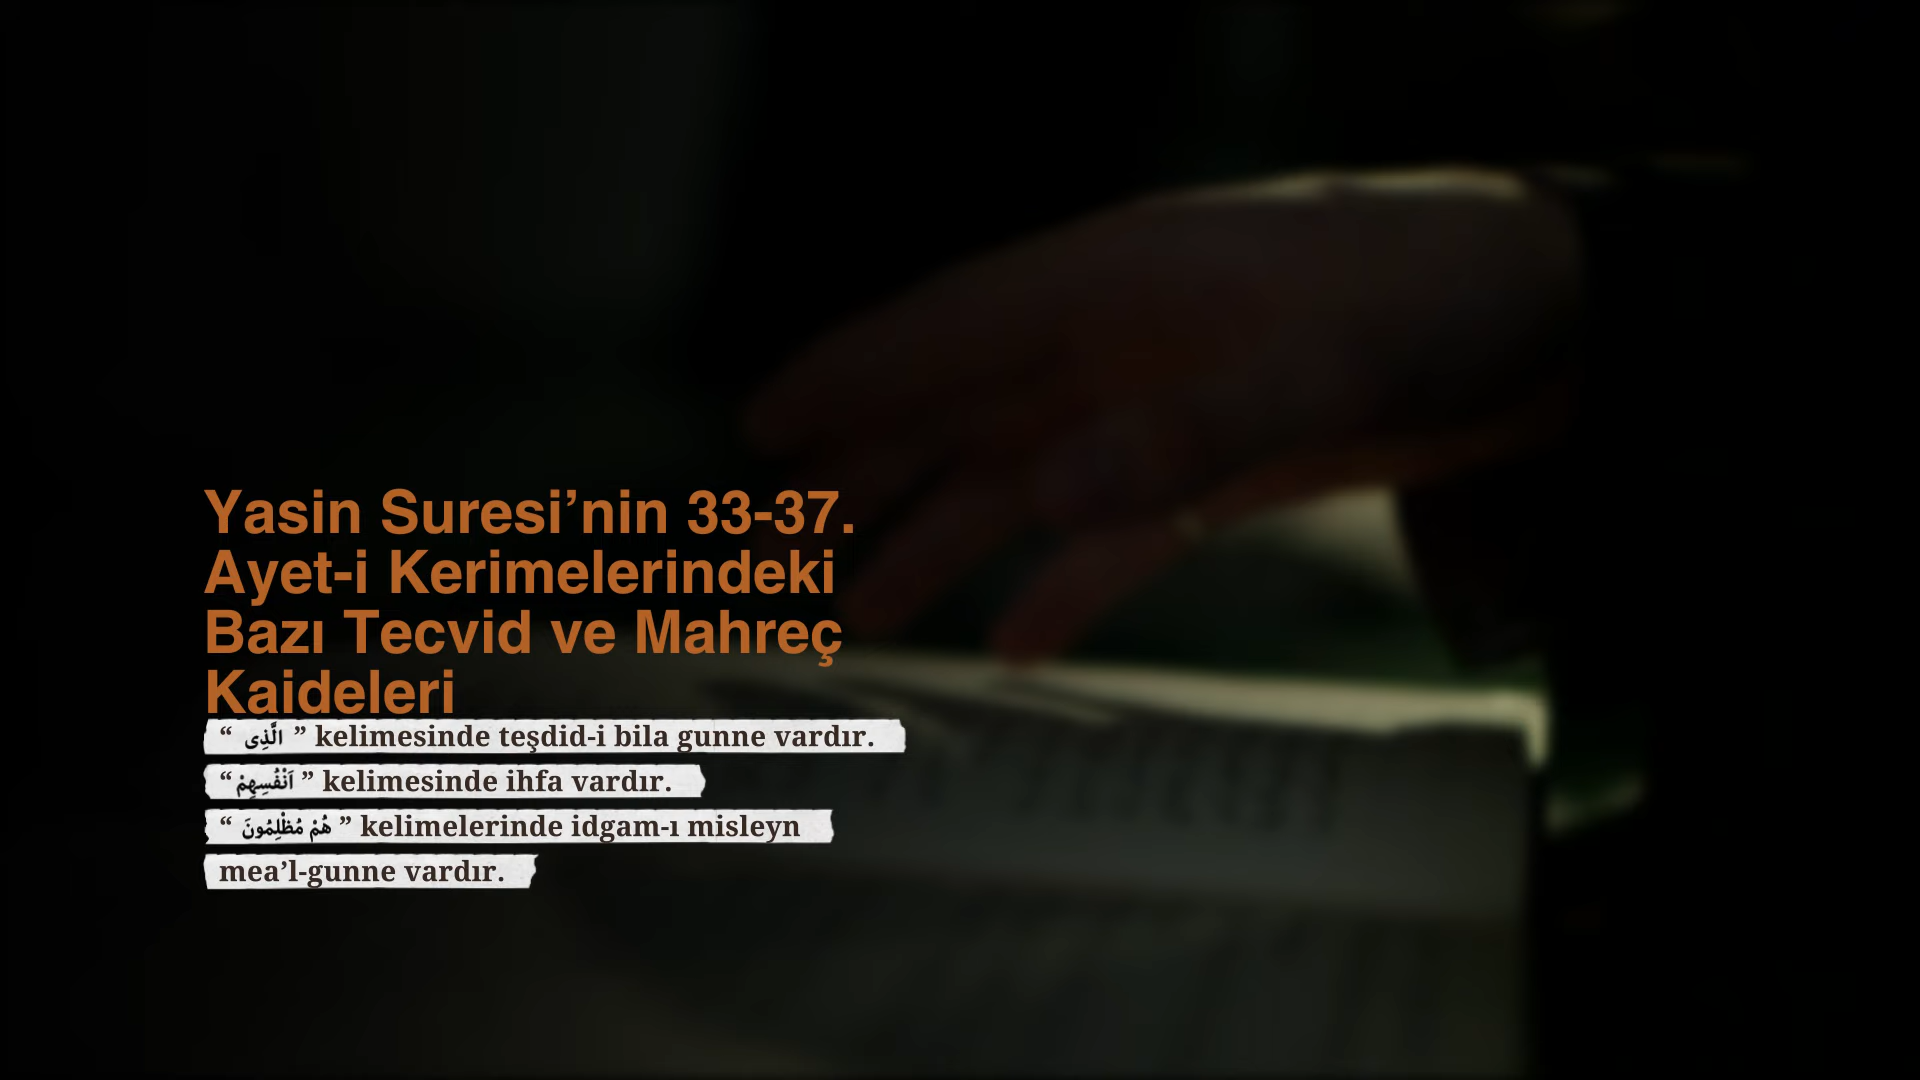 Yasin Suresi’nin 33-37.
Ayet-i Kerimelerindeki
Bazı Tecvid ve Mahreç
Kaideleri
“ الَّذِى ” kelimesinde teşdid-i bila gunne vardır.
“ اَنْفُسِهِمْ ” kelimesinde ihfa vardır.
“ هُمْ مُظْلِمُونَ ” kelimelerinde idgam-ı misleyn
mea’l-gunne vardır.